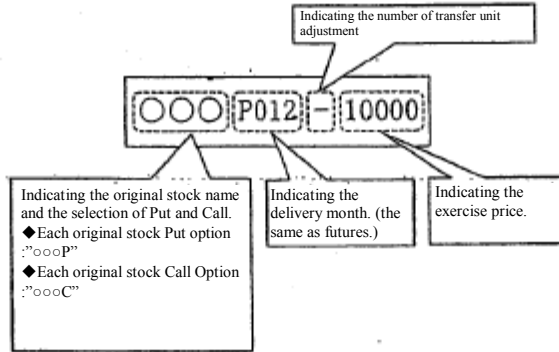 Indicating the number of transfer unit
adjustment
○○○ P012 - 10000
Indicating the original stock name
and the selection of Put and Call.
◆Each original stock Put option
:”○○○P”
◆Each original stock Call Option
:”○○○C”
Indicating the
delivery month. (the
same as futures.)
Indicating the
exercise price.